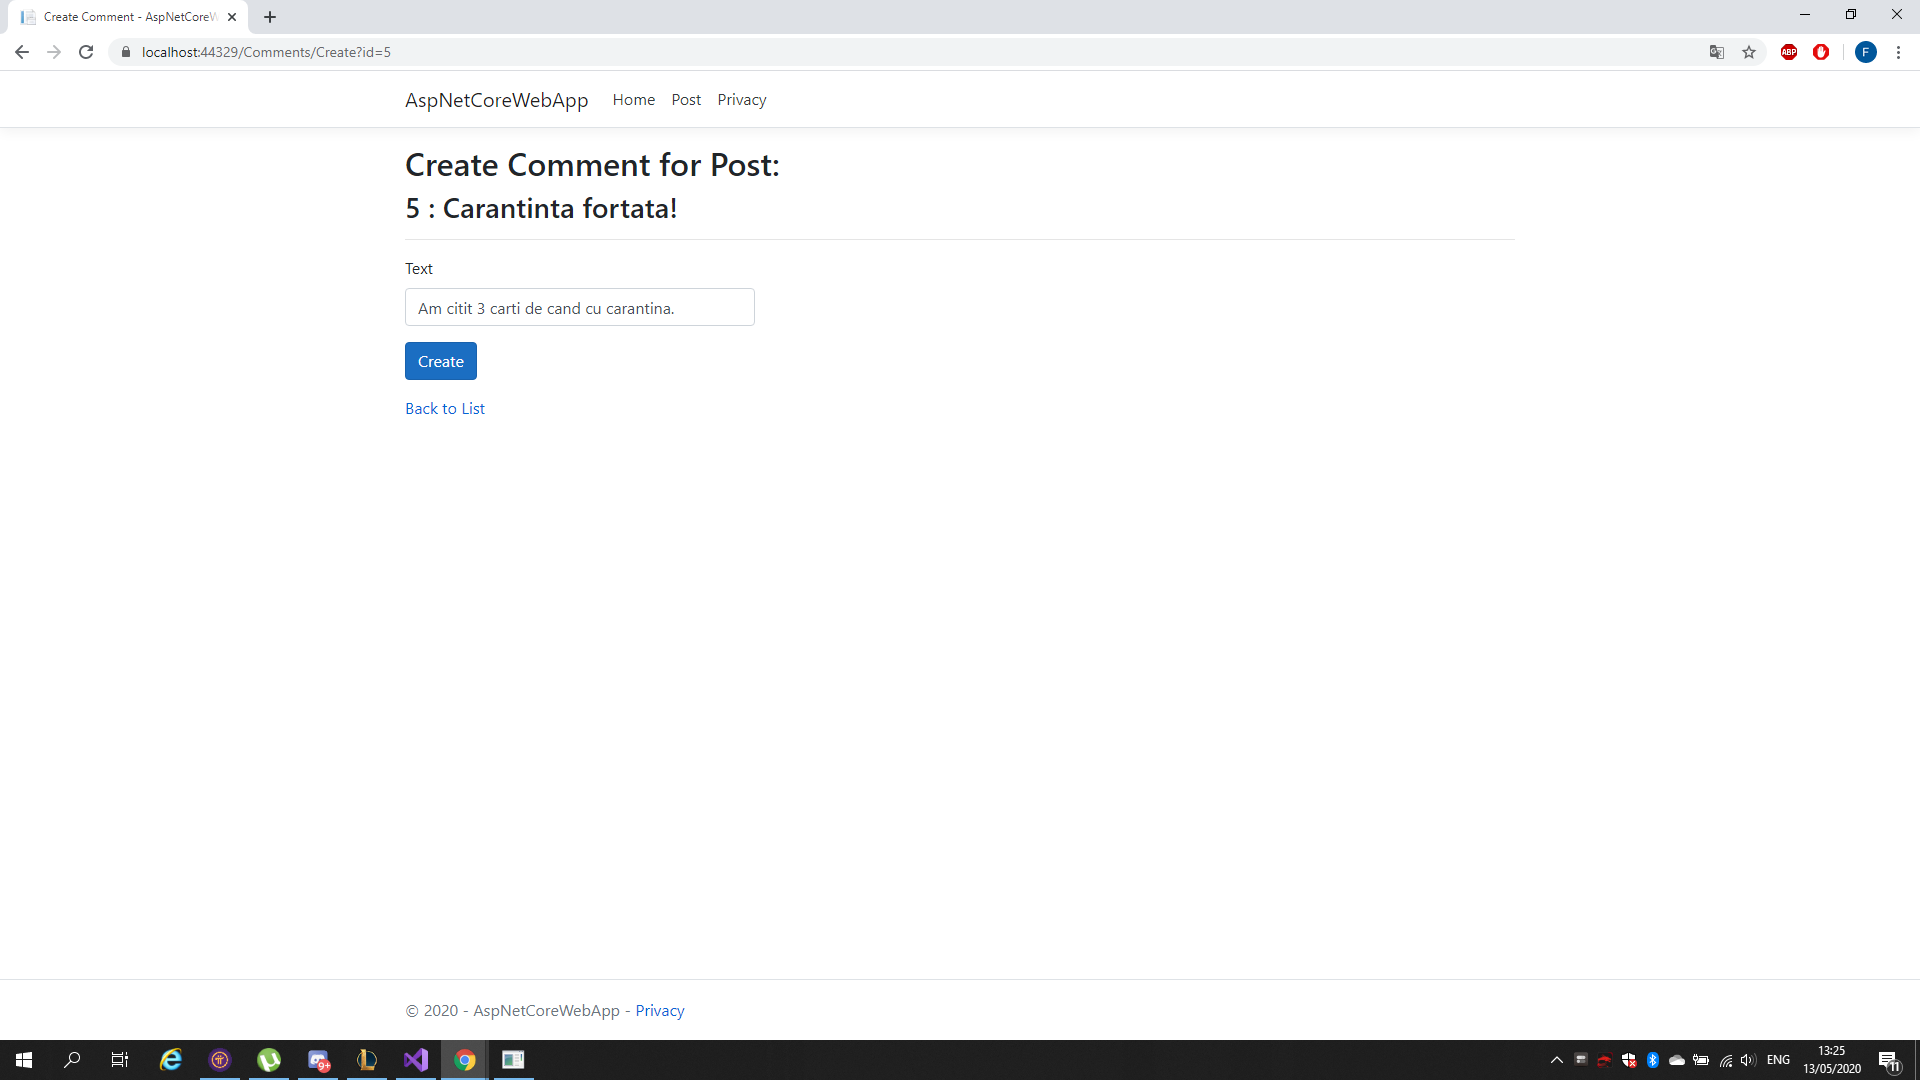 Create Comment - AspNetCoreW
localhost:44329/Comments/Create?id=5
ABP
F
AspNetCoreWebApp Home Post Privacy
Create Comment for Post:
5 : Carantinta fortata!
Text
Am citit 3 carti de cand cu carantina.
Create
Back to List
© 2020 - AspNetCoreWebApp - Privacy
9+
ENG
13:25
13/05/2020
11